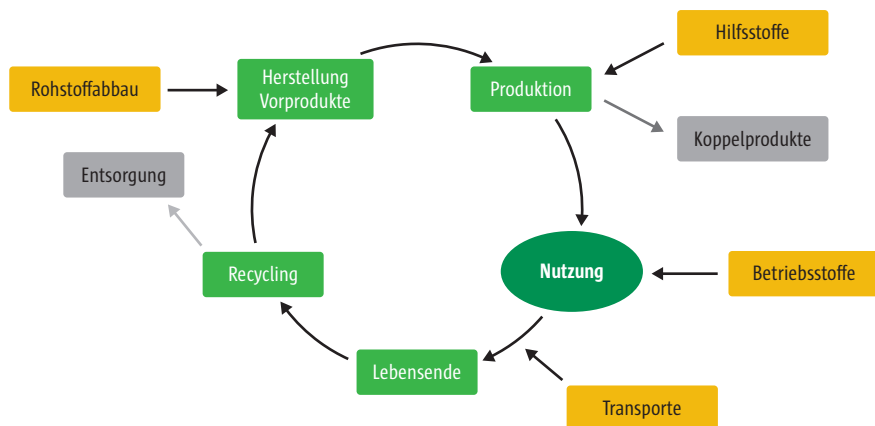 Hilfsstoffe
Rohstoffabbau
Herstellung
Vorprodukte
Produktion
Koppelprodukte
Entsorgung
Recycling
Nutzung
Betriebsstoffe
Lebensende
Transporte